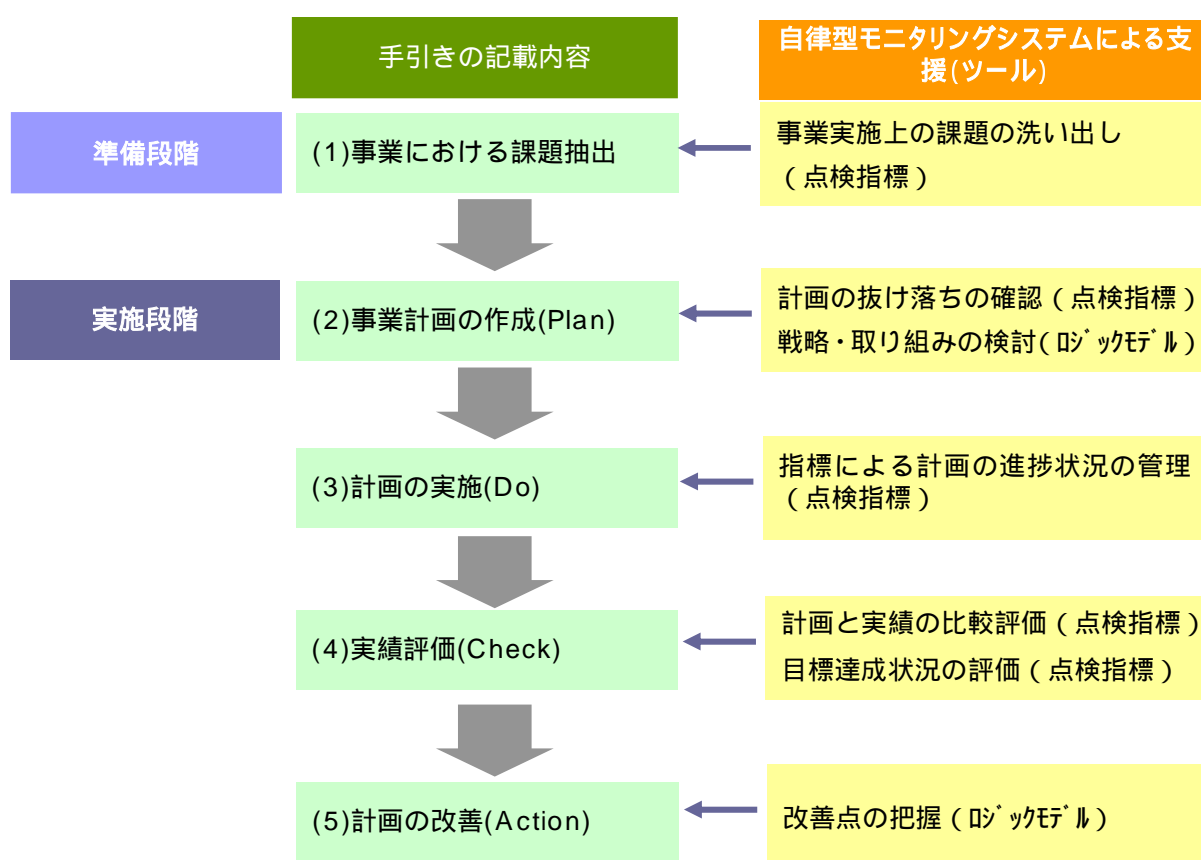 手引きの記載内容
自律型モニタリングシステムによる支
援(ツール)
準備段階
(1)事業における課題抽出
事業実施上の課題の洗い出し
(点検指標)
実施段階
(2)事業計画の作成(Plan)
計画の抜け落ちの確認(点検指標)
戦略・取り組みの検討(ﾛｼﾞｯｸﾓﾃﾞﾙ)
(3)計画の実施(Do)
指標による計画の進捗状況の管理
(点検指標)
(4)実績評価(Check)
計画と実績の比較評価(点検指標)
目標達成状況の評価(点検指標)
(5)計画の改善(Action)
改善点の把握(ﾛｼﾞｯｸﾓﾃﾞﾙ)